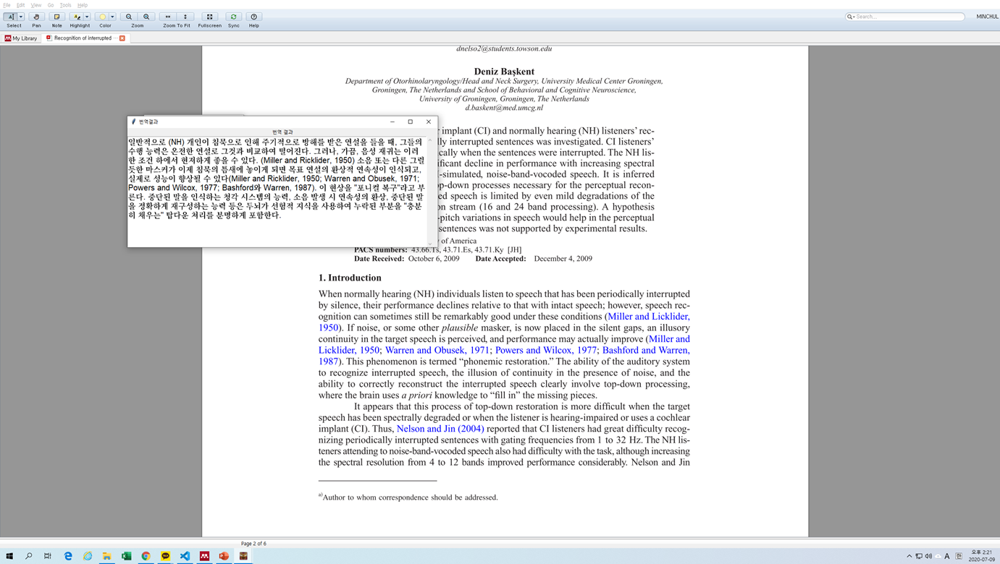 File Edit View Go Tools Help
Select Pan Note Highlight Color Zoom Zoom To Fit Fullscreen Sync Help
Search...
MINCHUL
My Library
Recognition of interrupted ...
dnelso2@students.towson.edu
Deniz Başkent
Department of Otorhinolaryngology/Head and Neck Surgery, University Medical Center Groningen,
Groningen, The Netherlands and School of Behavioral and Cognitive Neuroscience,
University of Groningen, Groningen, The Netherlands
d.baskent@med.umcg.nl
번역결과
번역 결과
일반적으로 (NH) 개인이 침묵으로 인해 주기적으로 방해를 받은 연설을 들을 때, 그들의
수행 능력은 온전한 연설로 그것과 비교하여 떨어진다. 그러나, 가끔, 음성 재귀는 이러
한 조건 하에서 현저하게 좋을 수 있다. (Miller and Ricklider, 1950) 소음 또는 다른 그럴
듯한 마스커가 이제 침묵의 틈새에 놓이게 되면 목표 연설의 환상적 연속성이 인식되고,
실제로 성능이 향상될 수 있다(Miller and Ricklider, 1950; Warren and Obusek, 1971;
Powers and Wilcox, 1977; Bashford와 Warren, 1987). 이 현상을 "포니컬 복구"라고 부
른다. 중단된 말을 인식하는 청각 시스템의 능력, 소음 발생 시 연속성의 환상, 중단된 말
을 정확하게 재구성하는 능력 등은 두뇌가 선험적 지식을 사용하여 누락된 부분을 "충분
히 채우는" 탑다운 처리를 분명하게 포함한다.
implant (CI) and normally hearing (NH) listeners' rec-
ly interrupted sentences was investigated. CI listeners'
ically when the sentences were interrupted. The NH lis-
ificant decline in performance with increasing spectral
l-simulated, noise-band-vocoded speech. It is inferred
op-down processes necessary for the perceptual recon-
ed speech is limited by even mild degradations of the
on stream (16 and 24 band processing). A hypothesis
-pitch variations in speech would help in the perceptual
sentences was not supported by experimental results.
of America
PACS numbers: 43.66.Ts, 43.71.Es, 43.71.Ky [JH]
Date Received: October 6, 2009 Date Accepted: December 4, 2009
1. Introduction
When normally hearing (NH) individuals listen to speech that has been periodically interrupted
by silence, their performance declines relative to that with intact speech; however, speech rec-
ognition can sometimes still be remarkably good under these conditions (Miller and Licklider,
1950). If noise, or some other plausible masker, is now placed in the silent gaps, an illusory
continuity in the target speech is perceived, and performance may actually improve (Miller and
Licklider, 1950; Warren and Obusek, 1971; Powers and Wilcox, 1977; Bashford and Warren,
1987). This phenomenon is termed “phonemic restoration.” The ability of the auditory system
to recognize interrupted speech, the illusion of continuity in the presence of noise, and the
ability to correctly reconstruct the interrupted speech clearly involve top-down processing,
where the brain uses a priori knowledge to “fill in” the missing pieces.
It appears that this process of top-down restoration is more difficult when the target
speech has been spectrally degraded or when the listener is hearing-impaired or uses a cochlear
implant (CI). Thus, Nelson and Jin (2004) reported that CI listeners had great difficulty recog-
nizing periodically interrupted sentences with gating frequencies from 1 to 32 Hz. The NH lis-
teners attending to noise-band-vocoded speech also had difficulty with the task, although increasing
the spectral resolution from 4 to 12 bands improved performance considerably. Nelson and Jin
a)Author to whom correspondence should be addressed.
Page 2 of 6
A 한
오후 2:21
2020-07-09